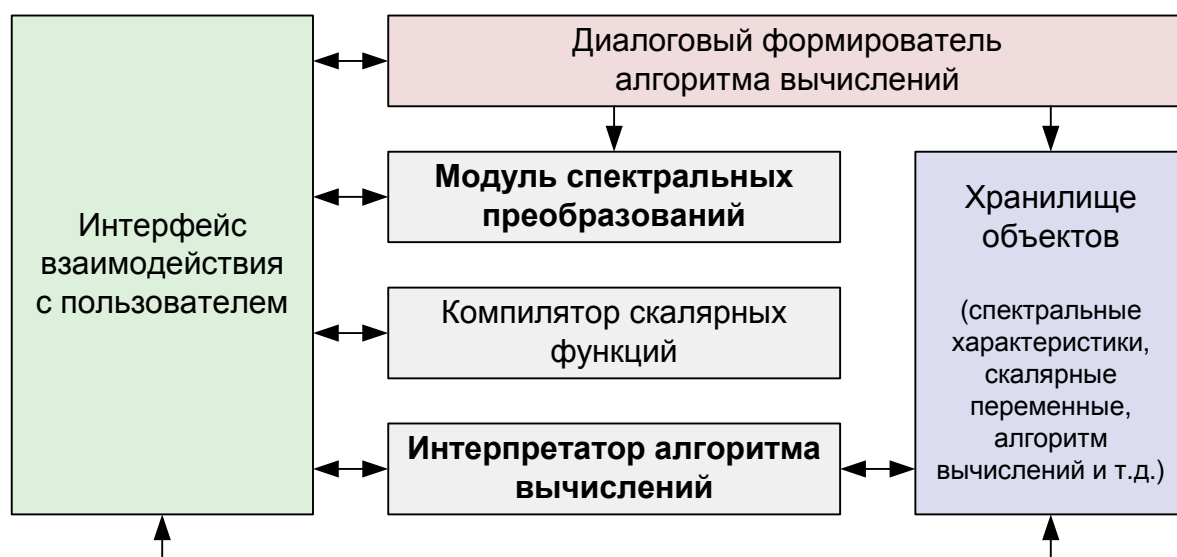 Диалоговый формирователь
алгоритма вычислений
Интерфейс
взаимодействия
с пользователем
Модуль спектральных
преобразований
Компилятор скалярных
функций
Интерпретатор алгоритма
вычислений
Хранилище
объектов
(спектральные
характеристики,
скалярные
переменные,
алгоритм
вычислений и т.д.)